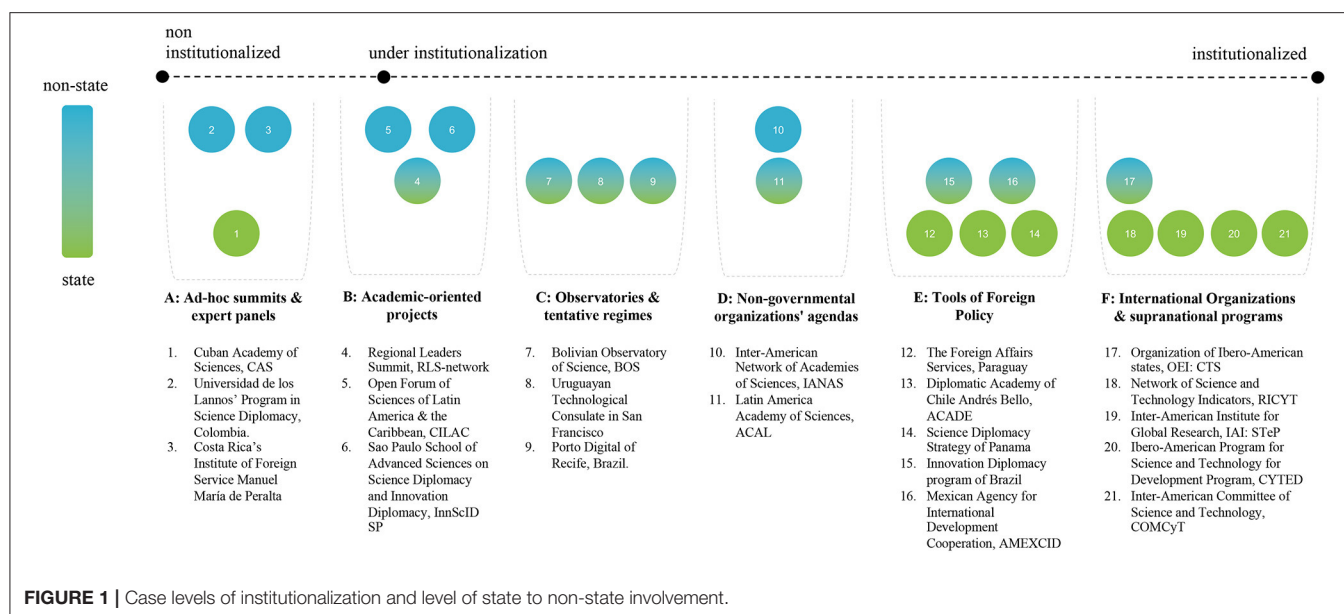 non
institutionalized
under institutionalization
institutionalized
non-state
state
2
3
1
5
6
4
7
8
9
10
11
15
16
12
13
14
17
18
19
20
21
A: Ad-hoc summits &
expert panels
1. Cuban Academy of
Sciences, CAS
2. Universidad de los
Lannos' Program in
Science Diplomacy,
Colombia.
3. Costa Rica's
Institute of Foreign
Service Manuel
María de Peralta
B: Academic-oriented
projects
4. Regional Leaders
Summit, RLS-network
5. Open Forum of
Sciences of Latin
America & the
Caribbean, CILAC
6. Sao Paulo School of
Advanced Sciences on
Science Diplomacy
and Innovation
Diplomacy, InnScID
SP
C: Observatories &
tentative regimes
7. Bolivian Observatory
of Science, BOS
8. Uruguayan
Technological
Consulate in San
Francisco
9. Porto Digital of
Recife, Brazil.
D: Non-governmental
organizations' agendas
10. Inter-American
Network of Academies
of Sciences, IANAS
11. Latin America
Academy of Sciences,
ACAL
E: Tools of Foreign
Policy
12. The Foreign Affairs
Services, Paraguay
13. Diplomatic Academy of
Chile Andrés Bello,
ACADE
14. Science Diplomacy
Strategy of Panama
15. Innovation Diplomacy
program of Brazil
16. Mexican Agency for
International
Development
Cooperation, AMEXCID
F: International Organizations
& supranational programs
17. Organization of Ibero-American
states, OEI: CTS
18. Network of Science and
Technology Indicators, RICYT
19. Inter-American Institute for
Global Research, IAI: STeP
20. Ibero-American Program for
Science and Technology for
Development Program, CYTED
21. Inter-American Committee of
Science and Technology,
COMCyT
FIGURE 1 | Case levels of institutionalization and level of state to non-state involvement.